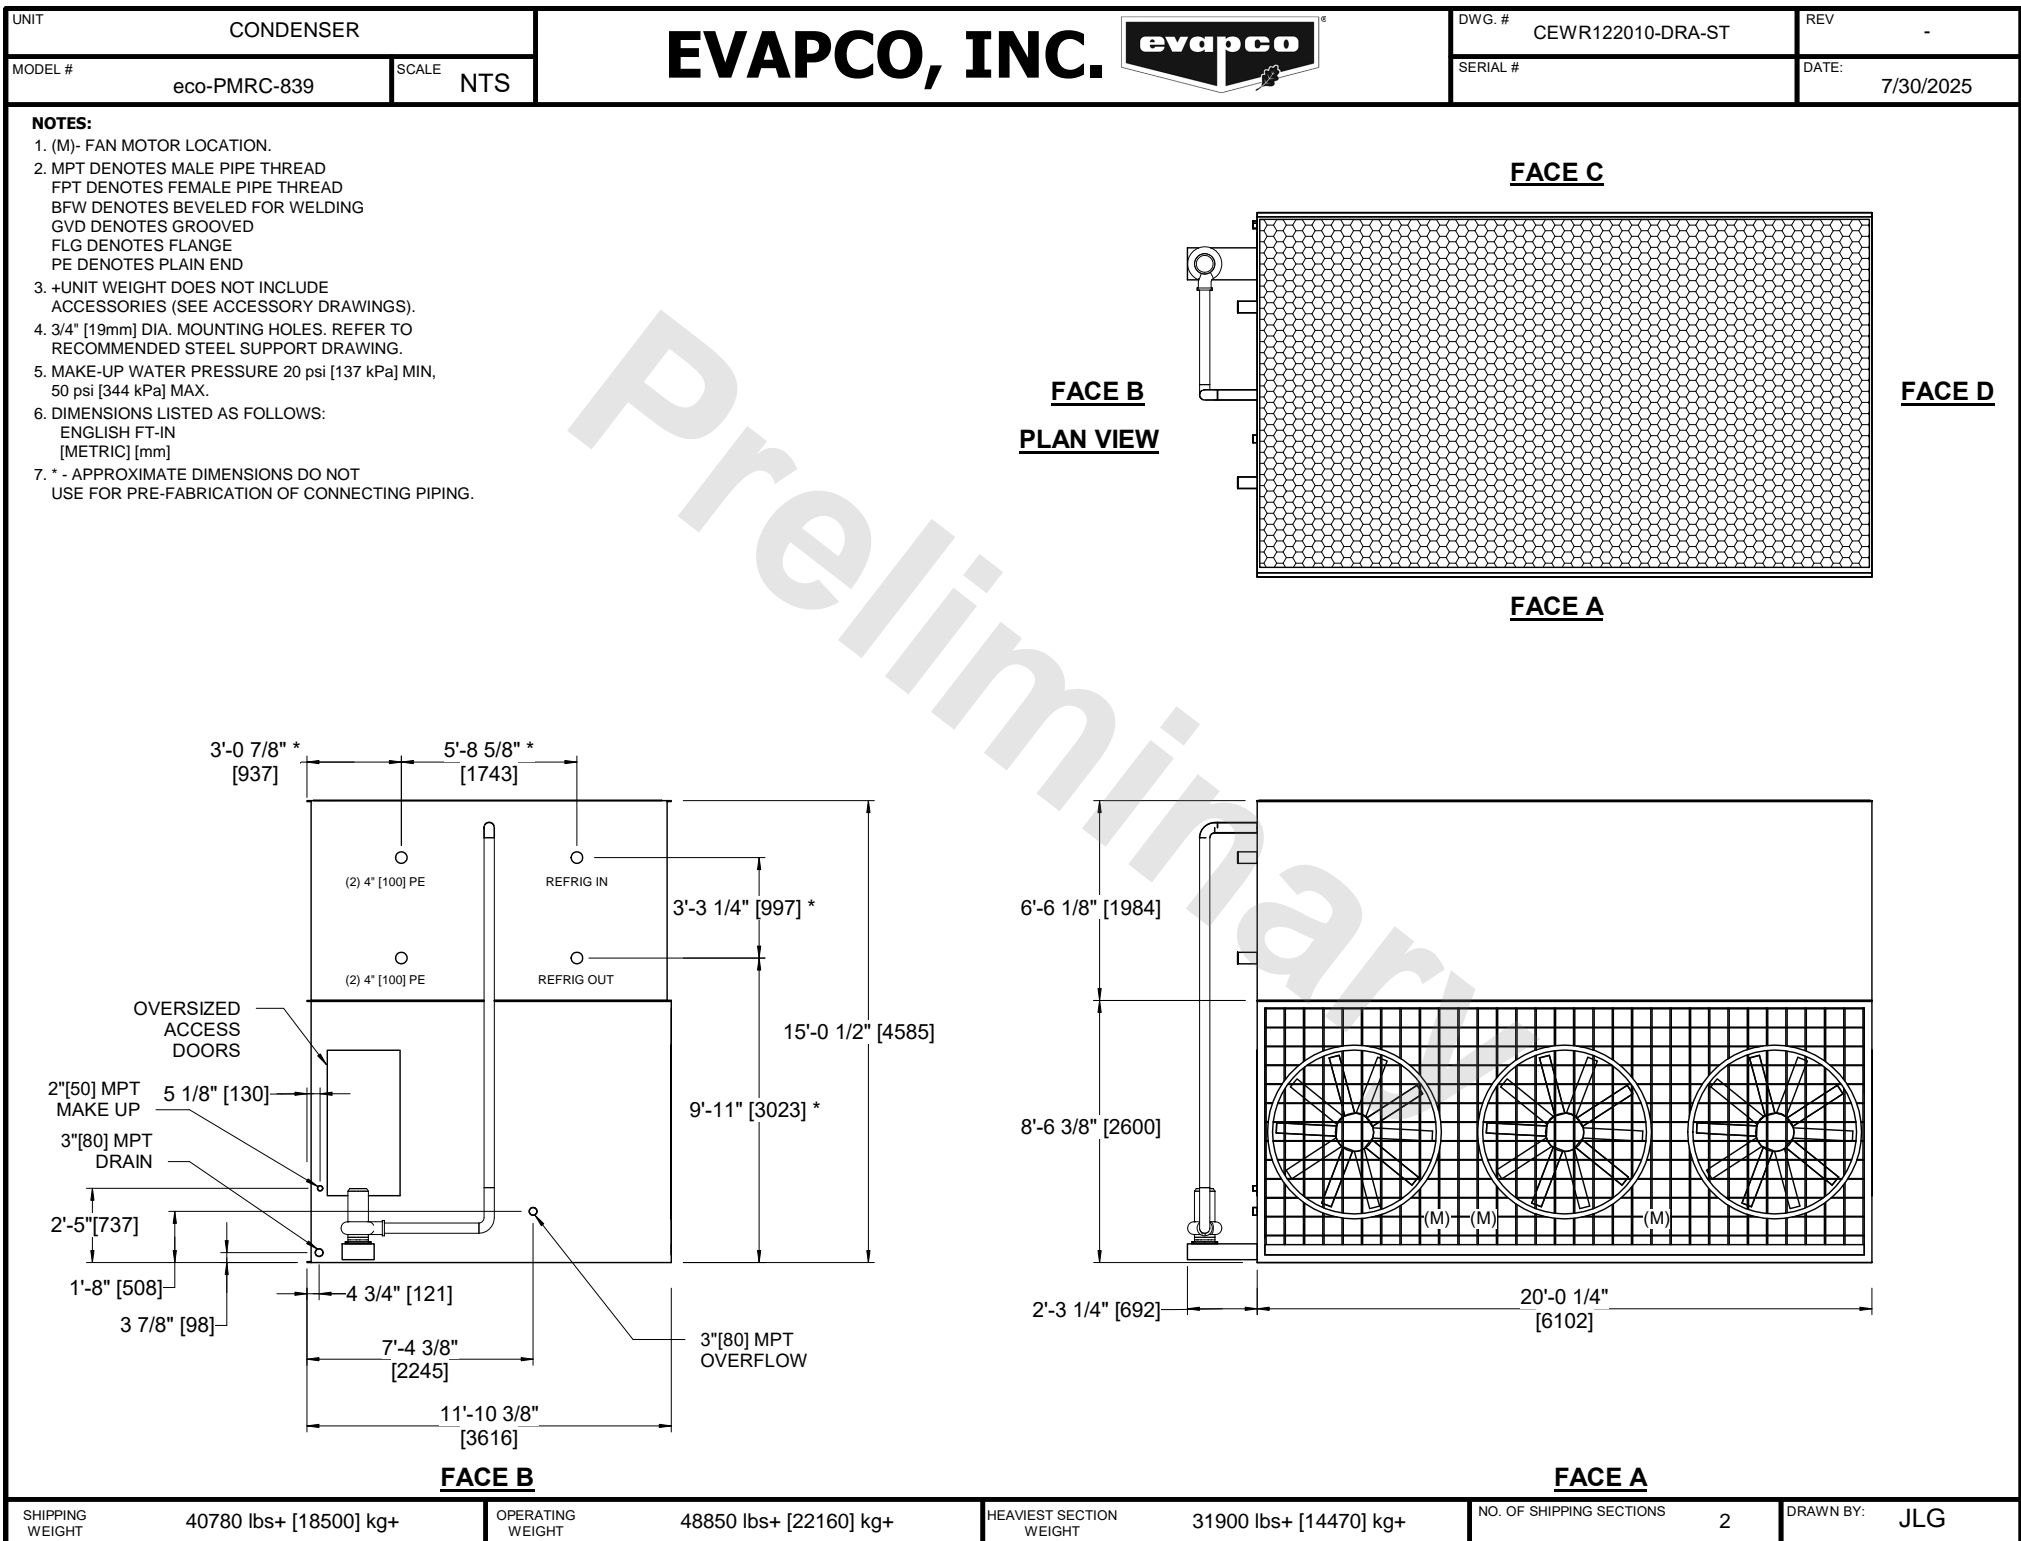 UNIT
CONDENSER
MODEL #
eco-PMRC-839
SCALE
NTS
EVAPCO, INC.
evapco
®
DWG. #
CEWR122010-DRA-ST
REV
-
SERIAL #
DATE:
7/30/2025
NOTES:
1. (M)- FAN MOTOR LOCATION.
2. MPT DENOTES MALE PIPE THREAD
FPT DENOTES FEMALE PIPE THREAD
BFW DENOTES BEVELED FOR WELDING
GVD DENOTES GROOVED
FLG DENOTES FLANGE
PE DENOTES PLAIN END
3. +UNIT WEIGHT DOES NOT INCLUDE
ACCESSORIES (SEE ACCESSORY DRAWINGS).
4. 3/4" [19mm] DIA. MOUNTING HOLES. REFER TO
RECOMMENDED STEEL SUPPORT DRAWING.
5. MAKE-UP WATER PRESSURE 20 psi [137 kPa] MIN,
50 psi [344 kPa] MAX.
6. DIMENSIONS LISTED AS FOLLOWS:
ENGLISH FT-IN
[METRIC] [mm]
7. * - APPROXIMATE DIMENSIONS DO NOT
USE FOR PRE-FABRICATION OF CONNECTING PIPING.
Preliminary
FACE C
FACE B
FACE D
PLAN VIEW
FACE A
3'-0 7/8" *
[937]
5'-8 5/8" *
[1743]
(2) 4" [100] PE
REFRIG IN
3'-3 1/4" [997] *
(2) 4" [100] PE
REFRIG OUT
OVERSIZED
ACCESS
DOORS
15'-0 1/2" [4585]
2"[50] MPT
MAKE UP
5 1/8" [130]
9'-11" [3023] *
3"[80] MPT
DRAIN
2'-5"[737]
1'-8" [508]
4 3/4" [121]
3 7/8" [98]
7'-4 3/8"
[2245]
3"[80] MPT
OVERFLOW
11'-10 3/8"
[3616]
FACE B
6'-6 1/8" [1984]
8'-6 3/8" [2600]
(M)
(M)
(M)
2'-3 1/4" [692]
20'-0 1/4"
[6102]
FACE A
SHIPPING
WEIGHT
40780 lbs+ [18500] kg+
OPERATING
WEIGHT
48850 lbs+ [22160] kg+
HEAVIEST SECTION
WEIGHT
31900 lbs+ [14470] kg+
NO. OF SHIPPING SECTIONS
2
DRAWN BY:
JLG